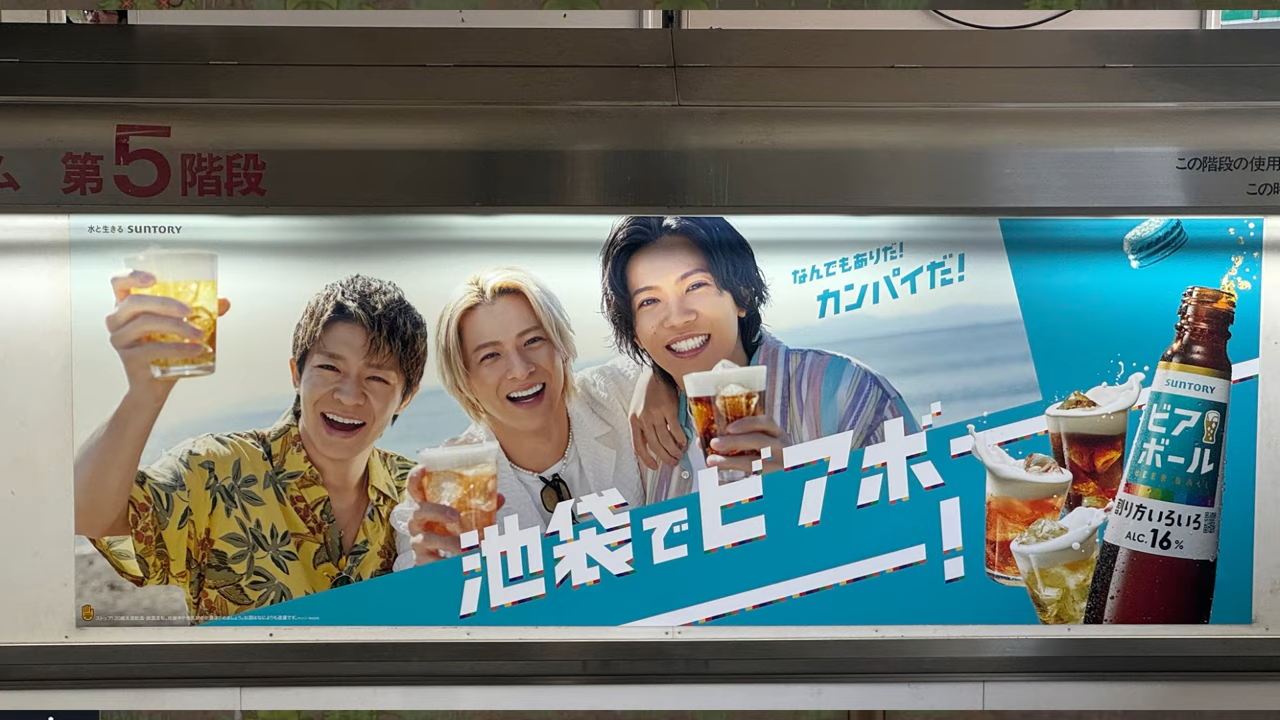 ム 第5階段
この階段の使用
この時
水と生きる SUNTORY
なんでもありだ!
カンパイだ!
池袋でビアボー
ー!
SUNTORY
ビア
ボール
割り方いろいろ
ALC.16%